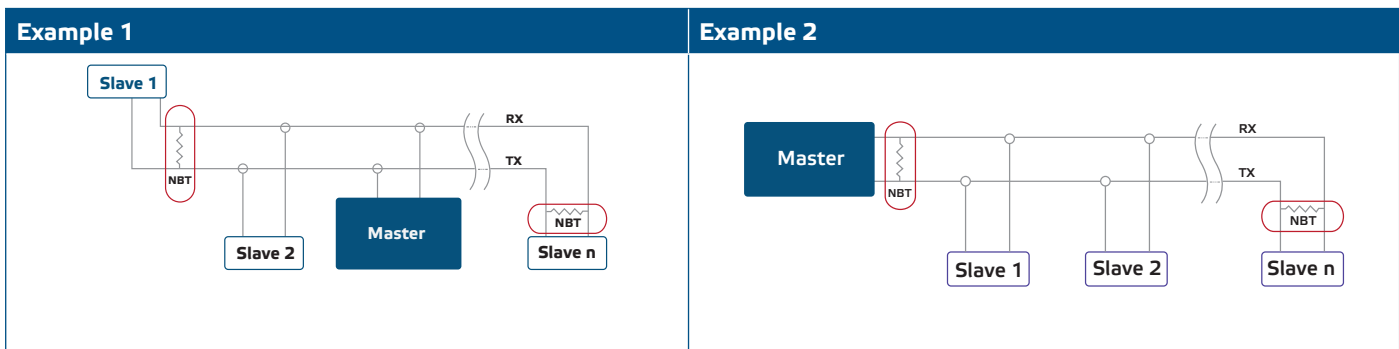 Example 1
Slave 1
RX
TX
NBT
NBT
Master
Slave 2
Slave n
Example 2
RX
Master
TX
NBT
NBT
Slave 1
Slave 2
Slave n